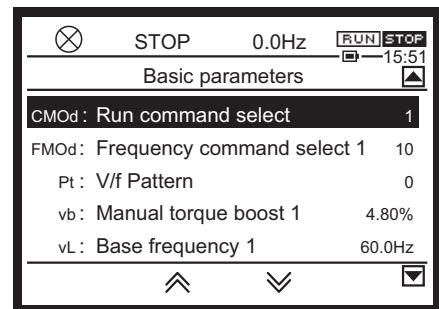 STOP 0.0Hz RUN STOP
15:51
Basic parameters
CMOd : Run command select 1
FMOd : Frequency command select 1 10
Pt : V/f Pattern 0
vb : Manual torque boost 1 4.80%
vL : Base frequency 1 60.0Hz